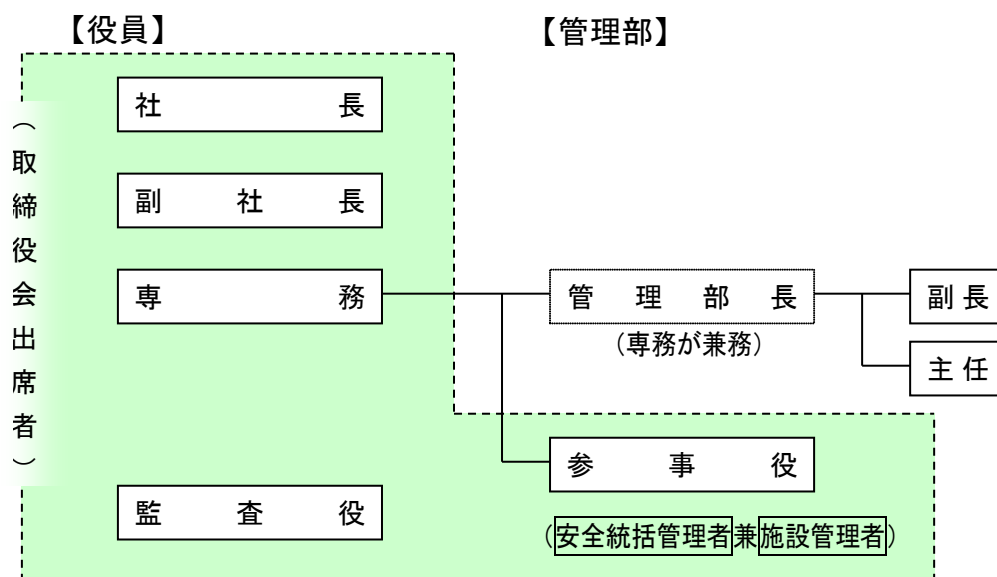 【役員】
【管理部】
（取締役会出席者）
社長
副社長
専務
管理部長
（専務が兼務）
副長
主任
参事役
（安全統括管理者兼施設管理者）
監査役